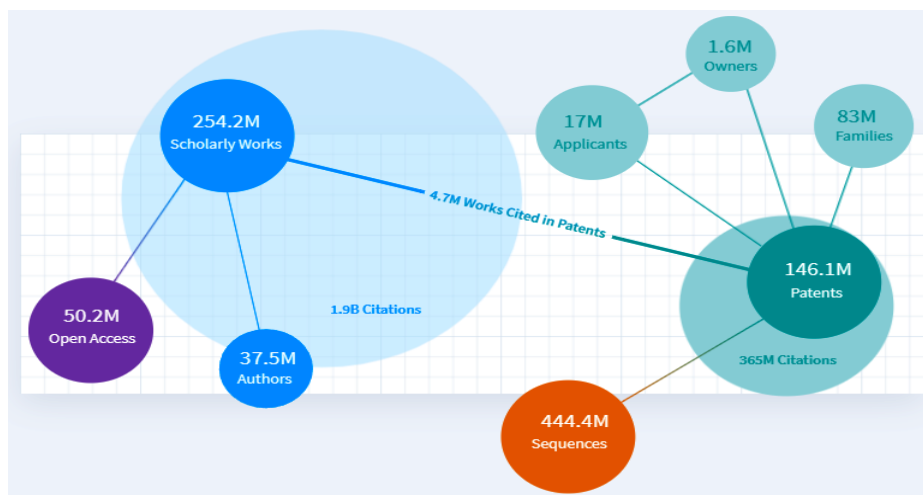 1.6M
Owners
254.2M
Scholarly Works
17M
Applicants
83M
Families
4.7M Works Cited in Patents
146.1M
Patents
50.2M
Open Access
1.9B Citations
37.5M
Authors
365M Citations
444.4M
Sequences